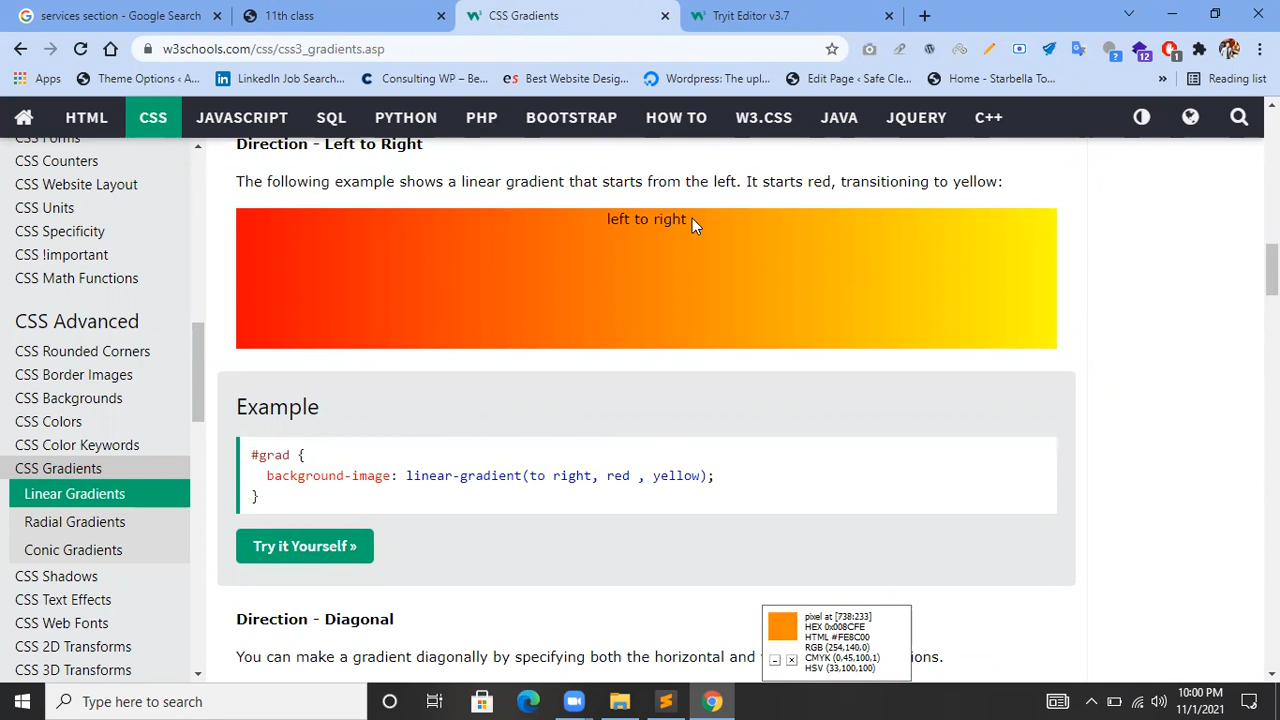 services section - Google Search
11th class
CSS Gradients
Tryit Editor v3.7
w3schools.com/css/css3_gradients.asp
Apps
Theme Options ‹ A...
LinkedIn Job Search...
Consulting WP – Be...
Best Website Desig...
Wordpress:The upl...
Edit Page ‹ Safe Cle...
Home - Starbella To...
»
Reading list
HTML
CSS
JAVASCRIPT
SQL
PYTHON
PHP
BOOTSTRAP
HOW TO
W3.CSS
JAVA
JQUERY
C++
CSS Forms
CSS Counters
CSS Website Layout
CSS Units
CSS Specificity
CSS !important
CSS Math Functions
CSS Advanced
CSS Rounded Corners
CSS Border Images
CSS Backgrounds
CSS Colors
CSS Color Keywords
CSS Gradients
Linear Gradients
Radial Gradients
Conic Gradients
CSS Shadows
CSS Text Effects
CSS Web Fonts
CSS 2D Transforms
CSS 3D Transforms
Direction - Left to Right
The following example shows a linear gradient that starts from the left. It starts red, transitioning to yellow:
left to right
Example
#grad {
background-image: linear-gradient(to right, red , yellow);
}
Try it Yourself »
Direction - Diagonal
You can make a gradient diagonally by specifying both the horizontal and
pixel at [738:233]
HEX 0x008CFE
HTML #FE8C00
RGB (254,140,0)
CMYK (0,45,100,1)
HSV (33,100,100)
Type here to search
10:00 PM
11/1/2021